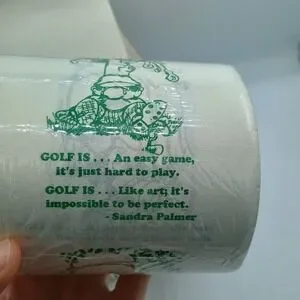 GOLF IS . . . An easy game,
it's just hard to play.
GOLF IS . . . Like art; it's
impossible to be perfect.
- Sandra Palmer